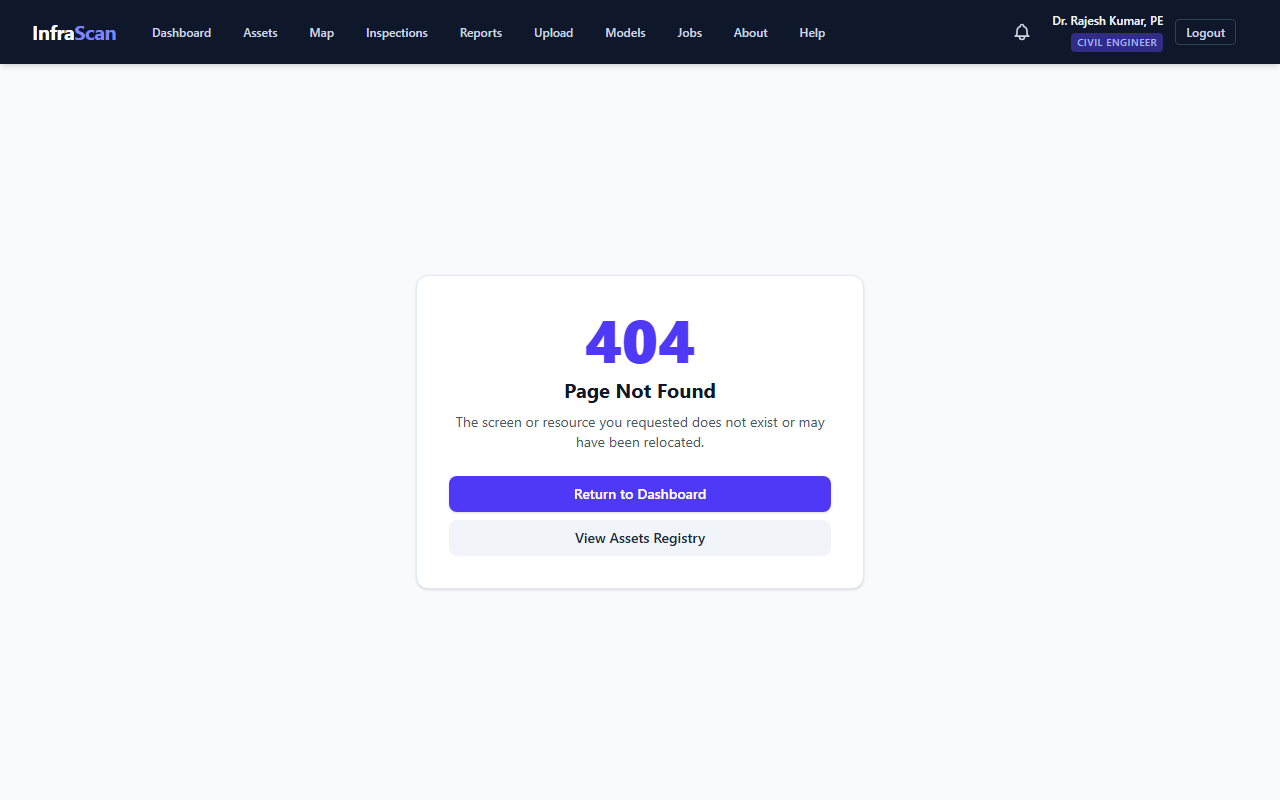 InfraScan
Dashboard
Assets
Map
Inspections
Reports
Upload
Models
Jobs
About
Help
Dr. Rajesh Kumar, PE
CIVIL ENGINEER
Logout
404
Page Not Found
The screen or resource you requested does not exist or may
have been relocated.
Return to Dashboard
View Assets Registry